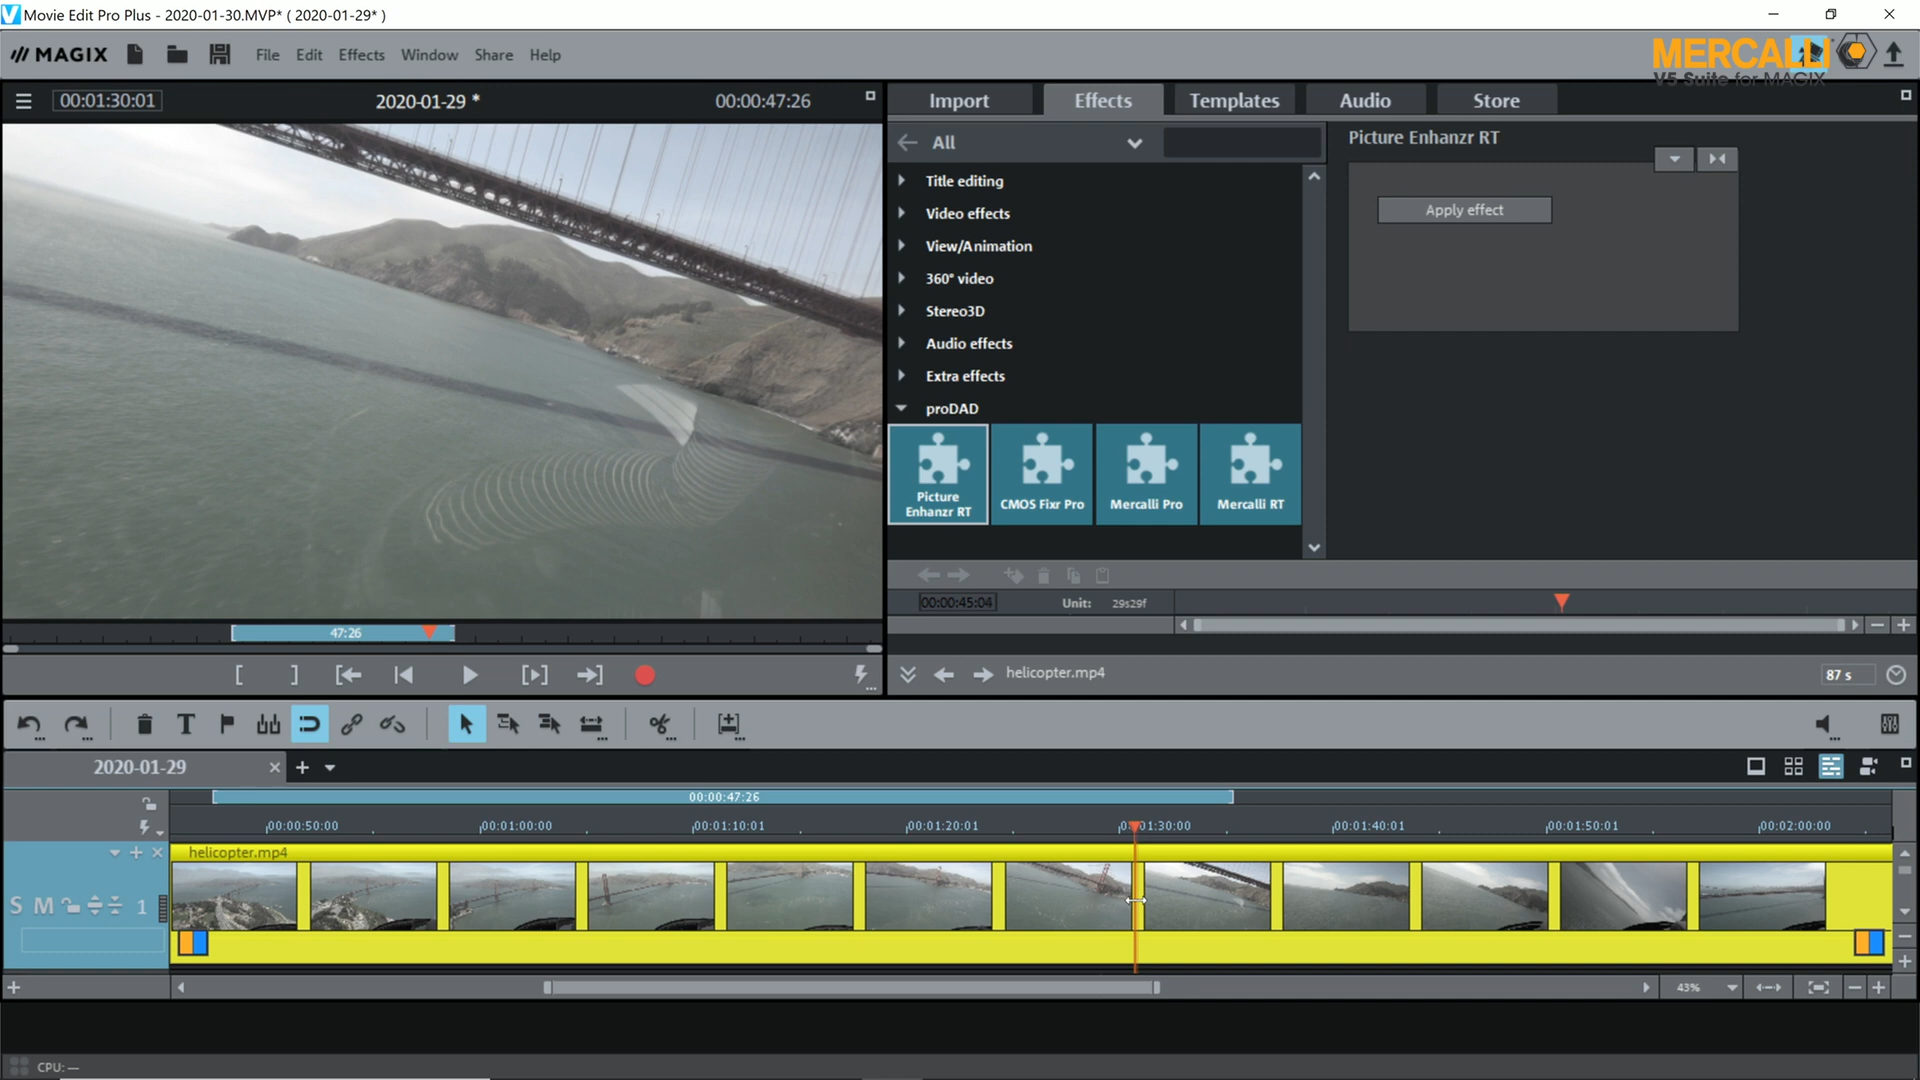 Movie Edit Pro Plus - 2020-01-30.MVP* ( 2020-01-29* )
MAGIX
File Edit Effects Window Share Help
MERCALLI
V5 Suite for MAGIX
00:01:30:01
2020-01-29 *
00:00:47:26
Import Effects Templates Audio Store
All
Picture Enhanzr RT
Apply effect
Title editing
Video effects
View/Animation
360° video
Stereo3D
Audio effects
Extra effects
proDAD
Picture
Enhanzr RT
CMOS Fixr Pro
Mercalli Pro
Mercalli RT
00:00:45:04
Unit: 29s29f
47:26
helicopter.mp4
87 s
2020-01-29
00:00:47:26
00:00:50:00 00:01:00:00 00:01:10:01 00:01:20:01 00:01:30:00 00:01:40:01 00:01:50:01 00:02:00:00
helicopter.mp4
S M 1
43%
CPU: —